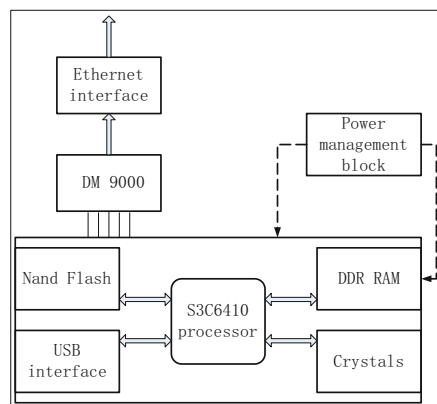 Ethernet
interface
Power
management
block
DM 9000
Nand Flash
DDR RAM
S3C6410
processor
USB
interface
Crystals